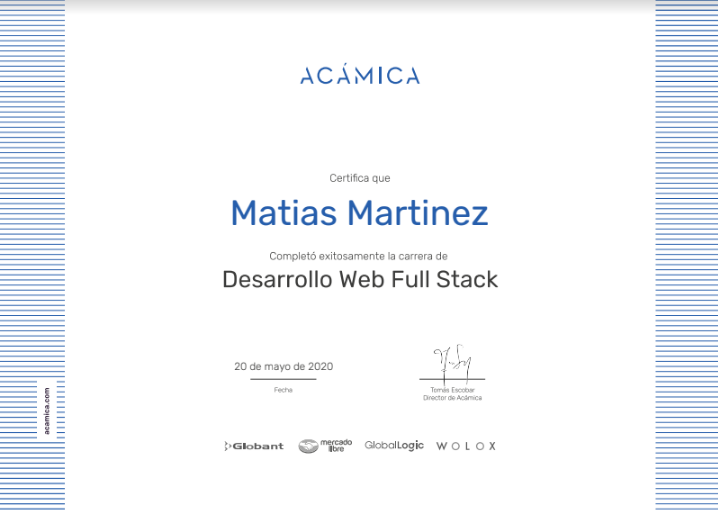 ACÁMICA
Certifica que
Matias Martinez
Completó exitosamente la carrera de
Desarrollo Web Full Stack
20 de mayo de 2020
Fecha
Tomás Escobar
Director de Acámica
acamica.com
Globant
mercado
libre
GlobalLogic
WOLOX